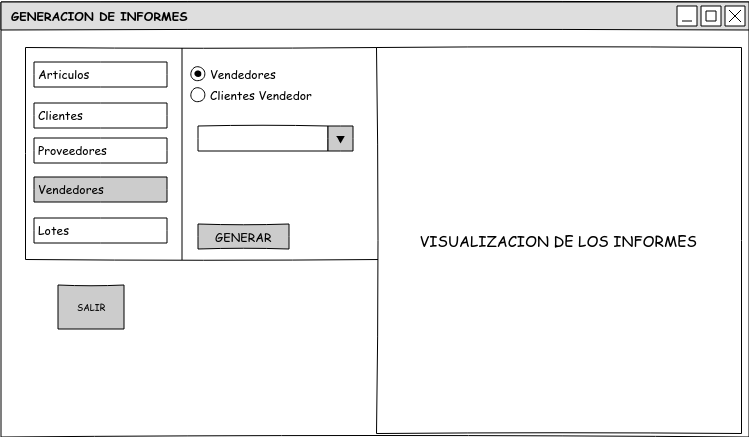 GENERACION DE INFORMES
Articulos
Clientes
Proveedores
Vendedores
Lotes
Vendedores
Clientes Vendedor
GENERAR
SALIR
VISUALIZACION DE LOS INFORMES